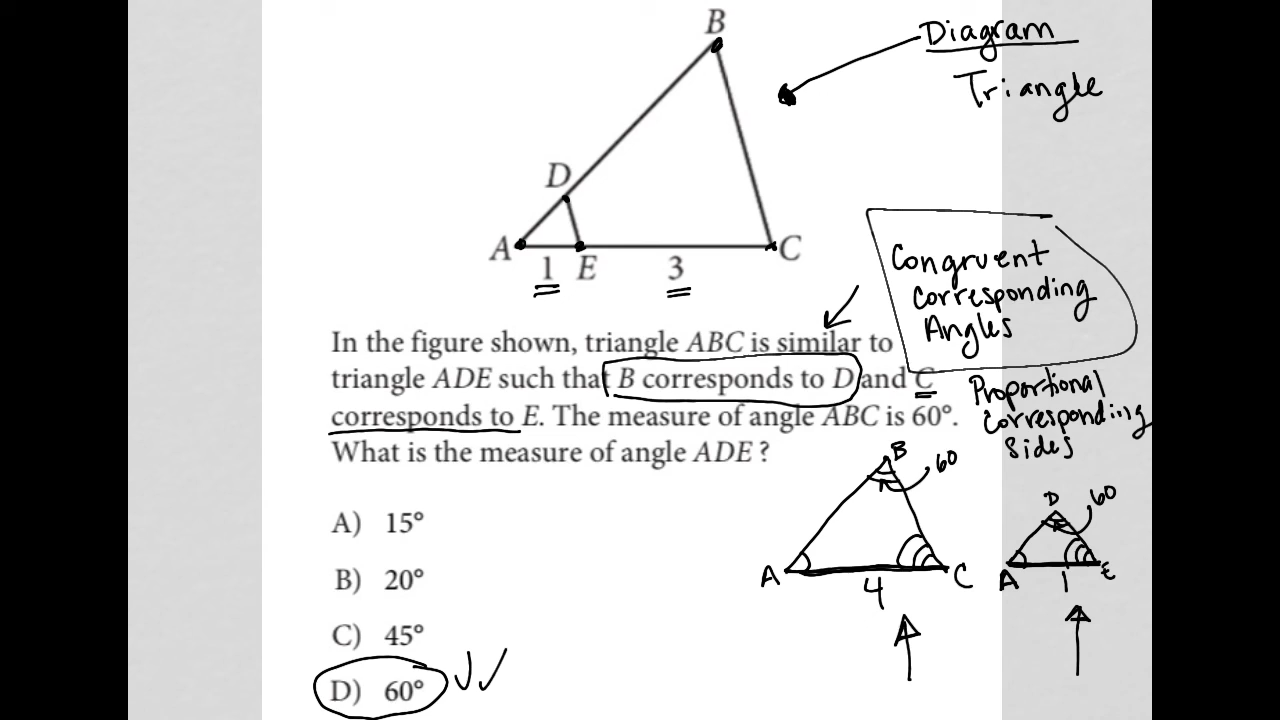 B
Diagram
Triangle
D
A
C
1 E 3
Congruent
corresponding
Angles
In the figure shown, triangle ABC is similar to
triangle ADE such that B corresponds to D and C
corresponds to E. The measure of angle ABC is 60°.
What is the measure of angle ADE ?
Proportional
corresponding
sides
B
60
A
C
4
D
60
A
E
1
A) 15°
B) 20°
C) 45°
D) 60°